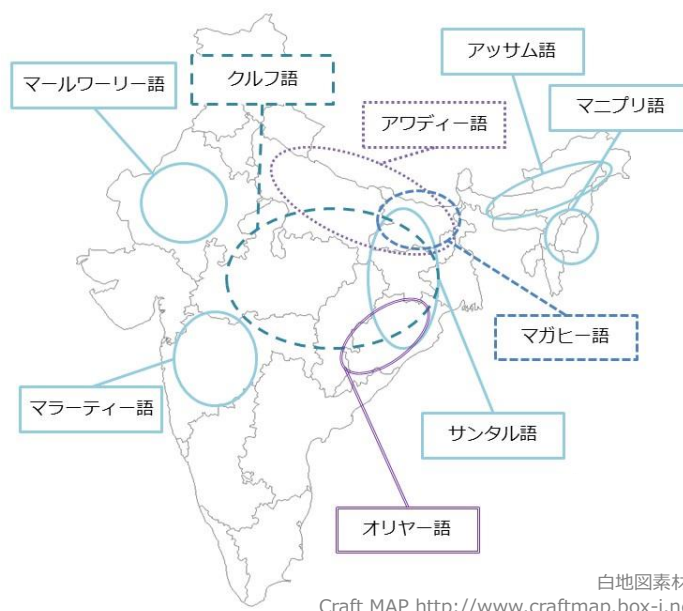 アッサム語
クルフ語
マールワーリー語
マニプリ語
アワディー語
マガヒー語
マラーティー語
サンタル語
オリヤー語
白地図素材
Craft MAP http://www.craftmap.box-i.n